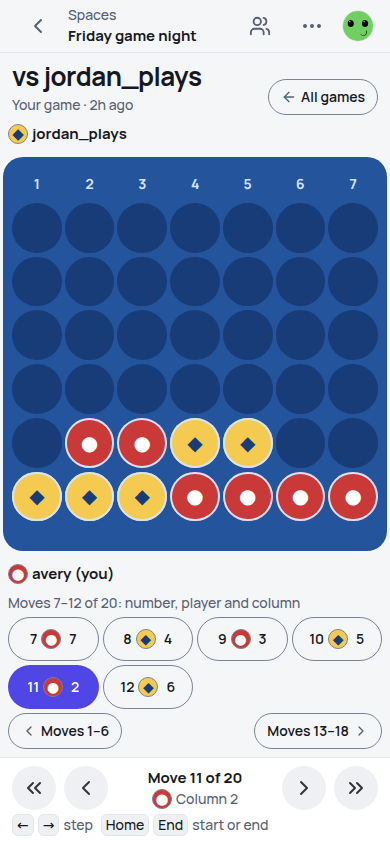 Spaces
Friday game night
vs jordan_plays
Your game · 2h ago
All games
jordan_plays
1 2 3 4 5 6 7
avery (you)
Moves 7–12 of 20: number, player and column
7 7 8 4 9 3 10 5
11 2 12 6
Moves 1–6 Moves 13–18
Move 11 of 20
Column 2
← → step Home End start or end